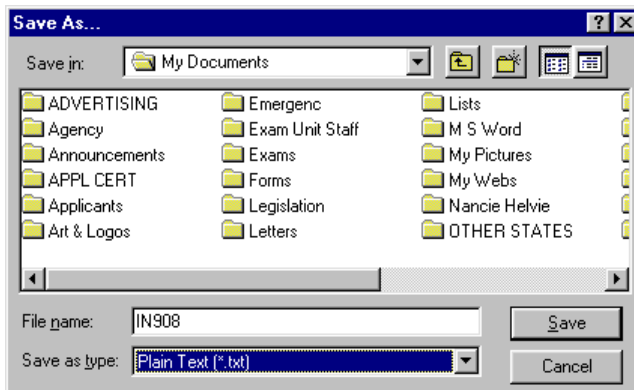 Save As...
Save in: My Documents
ADVERTISING Emergenc Lists
Agency Exam Unit Staff M S Word
Announcements Exams My Pictures
APPL CERT Forms My Webs
Applicants Legislation Nancie Helvie
Art & Logos Letters OTHER STATES
File name: IN908 Save
Save as type: Plain Text (*.txt) Cancel